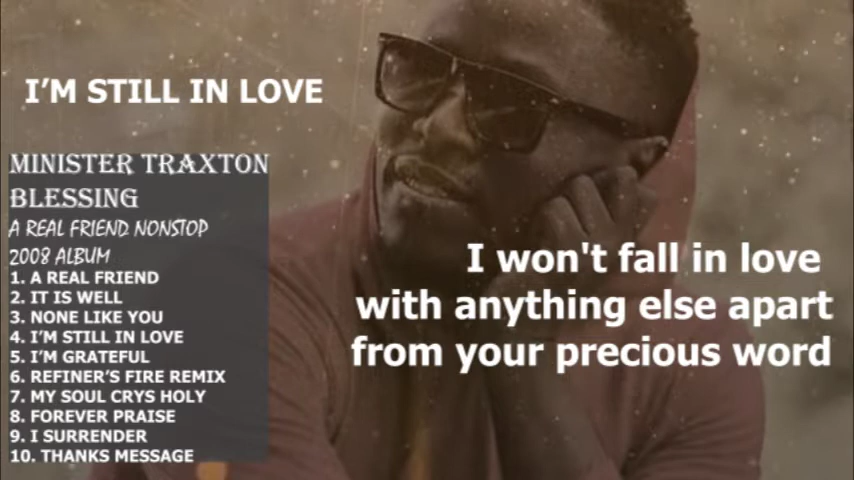 I'M STILL IN LOVE
MINISTER TRAXTON
BLESSING
A REAL FRIEND NONSTOP
2008 ALBUM
1. A REAL FRIEND
2. IT IS WELL
3. NONE LIKE YOU
4. I'M STILL IN LOVE
5. I'M GRATEFUL
6. REFINER'S FIRE REMIX
7. MY SOUL CRYS HOLY
8. FOREVER PRAISE
9. I SURRENDER
10. THANKS MESSAGE
I won't fall in love
with anything else apart
from your precious word